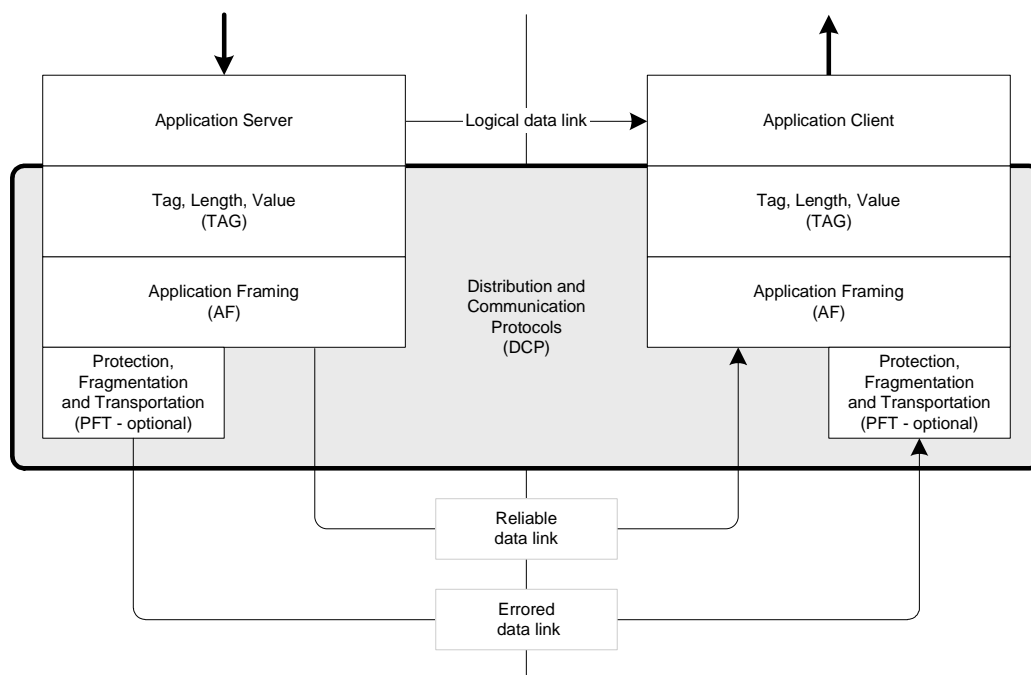 Application Server
Logical data link
Application Client
Tag, Length, Value
(TAG)
Tag, Length, Value
(TAG)
Application Framing
(AF)
Distribution and
Communication
Protocols
(DCP)
Application Framing
(AF)
Protection,
Fragmentation
and Transportation
(PFT - optional)
Protection,
Fragmentation
and Transportation
(PFT - optional)
Reliable
data link
Errored
data link